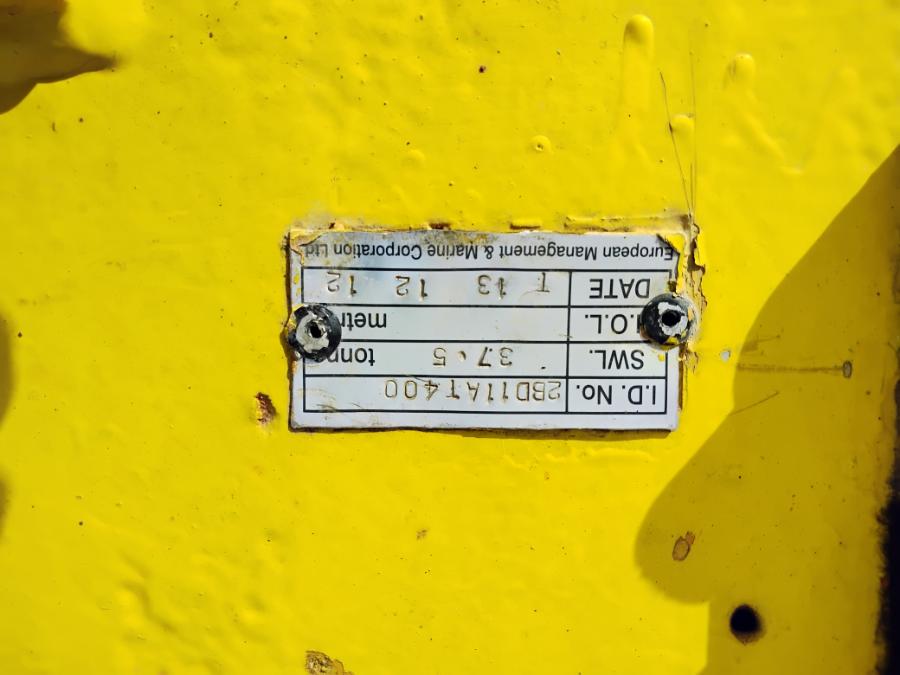 I.D. No. 2BD11AT400
SWL. 37.5 tonn
I.O.L. metr
DATE T 13 12 12
European Management & Marine Corporation Ltd.